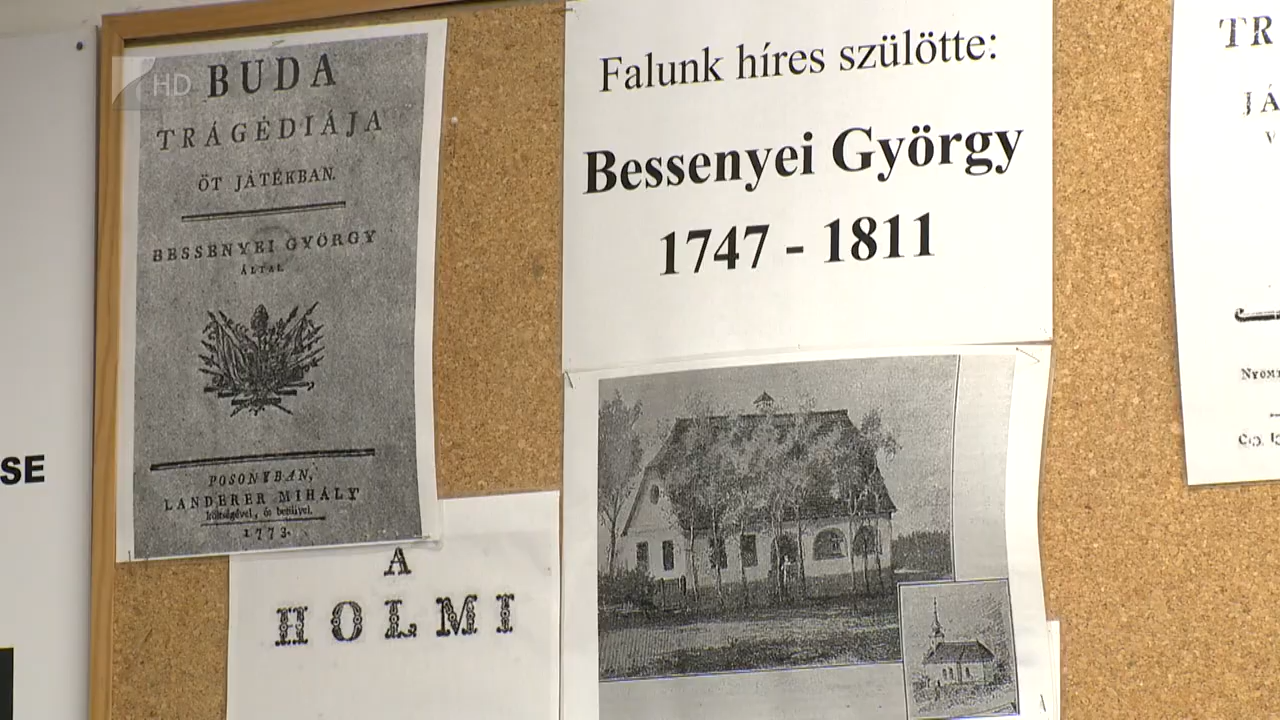 HD
BUDA
TRÁGÉDIÁJA
ÖT JÁTÉKBAN.
BESSENYEI GYÖRGY
ÁLTAL
POSONYBAN,
LANDERER MIHÁLY
költségével, és betűivel.
1773.
A
HOLMI
Falunk híres szülötte:
Bessenyei György
1747 - 1811
SE
TR
JÁ